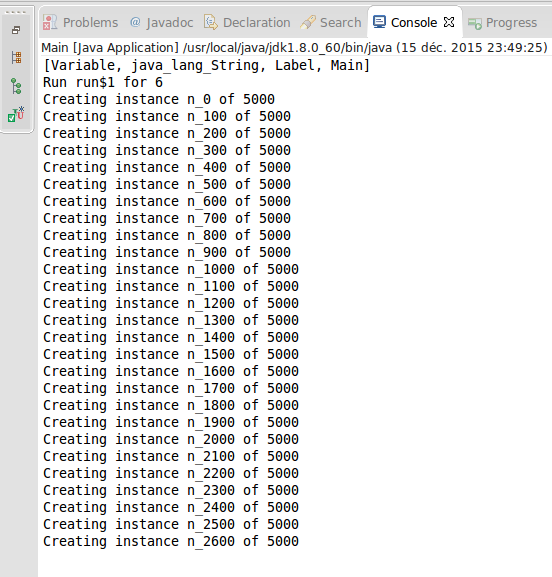 Problems @ Javadoc Declaration Search Console Progress
Main [Java Application] /usr/local/java/jdk1.8.0_60/bin/java (15 déc. 2015 23:49:25)
[Variable, java_lang_String, Label, Main]
Run run$1 for 6
Creating instance n_0 of 5000
Creating instance n_100 of 5000
Creating instance n_200 of 5000
Creating instance n_300 of 5000
Creating instance n_400 of 5000
Creating instance n_500 of 5000
Creating instance n_600 of 5000
Creating instance n_700 of 5000
Creating instance n_800 of 5000
Creating instance n_900 of 5000
Creating instance n_1000 of 5000
Creating instance n_1100 of 5000
Creating instance n_1200 of 5000
Creating instance n_1300 of 5000
Creating instance n_1400 of 5000
Creating instance n_1500 of 5000
Creating instance n_1600 of 5000
Creating instance n_1700 of 5000
Creating instance n_1800 of 5000
Creating instance n_1900 of 5000
Creating instance n_2000 of 5000
Creating instance n_2100 of 5000
Creating instance n_2200 of 5000
Creating instance n_2300 of 5000
Creating instance n_2400 of 5000
Creating instance n_2500 of 5000
Creating instance n_2600 of 5000